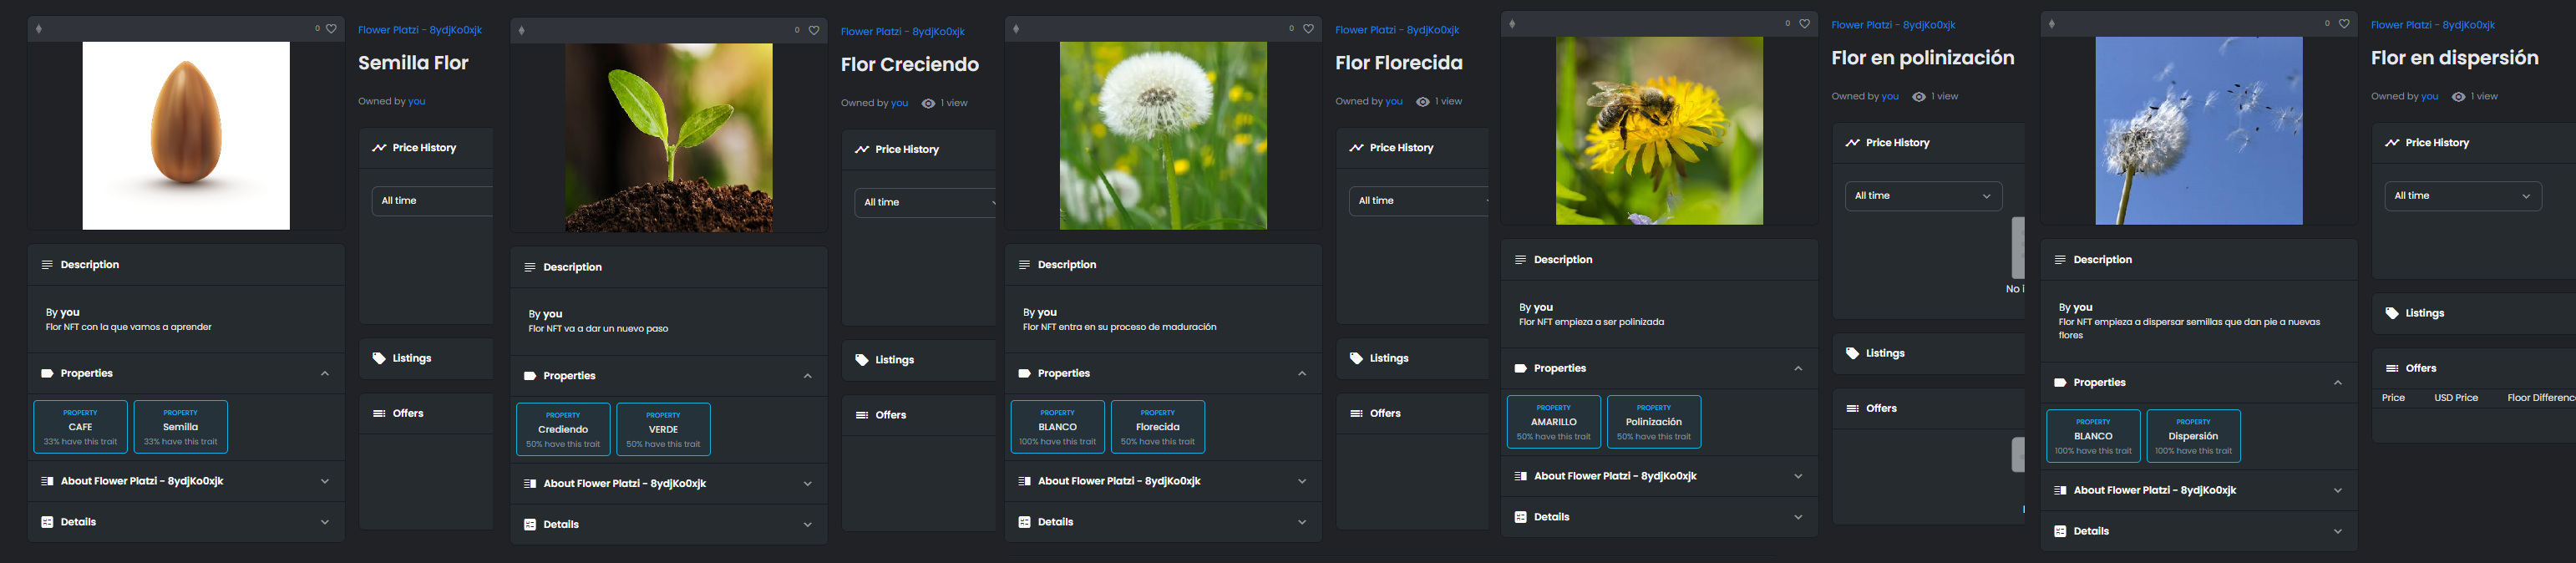 0
Flower Platzi - 8ydjKo0xjk
Semilla Flor
Owned by you
Price History
All time
Description
By you
Flor NFT con la que vamos a aprender
Listings
Properties
PROPERTY
CAFE
33% have this trait
PROPERTY
Semilla
33% have this trait
Offers
About Flower Platzi - 8ydjKo0xjk
Details
0
Flower Platzi - 8ydjKo0xjk
Flor Creciendo
Owned by you 1 view
Price History
All time
Description
By you
Flor NFT va a dar un nuevo paso
Listings
Properties
PROPERTY
Crediendo
50% have this trait
PROPERTY
VERDE
50% have this trait
Offers
About Flower Platzi - 8ydjKo0xjk
Details
0
Flower Platzi - 8ydjKo0xjk
Flor Florecida
Owned by you 1 view
Price History
All time
Description
By you
Flor NFT entra en su proceso de maduración
Listings
Properties
PROPERTY
BLANCO
100% have this trait
PROPERTY
Florecida
50% have this trait
Offers
About Flower Platzi - 8ydjKo0xjk
Details
0
Flower Platzi - 8ydjKo0xjk
Flor en polinización
Owned by you 1 view
Price History
All time
No
Description
By you
Flor NFT empieza a ser polinizada
Listings
Properties
PROPERTY
AMARILLO
50% have this trait
PROPERTY
Polinización
50% have this trait
Offers
About Flower Platzi - 8ydjKo0xjk
Details
0
Flower Platzi - 8ydjKo0xjk
Flor en dispersión
Owned by you 1 view
Price History
All time
Description
By you
Flor NFT empieza a dispersar semillas que dan pie a nuevas
flores
Listings
Offers
Price USD Price Floor Difference
Properties
PROPERTY
BLANCO
100% have this trait
PROPERTY
Dispersión
100% have this trait
About Flower Platzi - 8ydjKo0xjk
Details